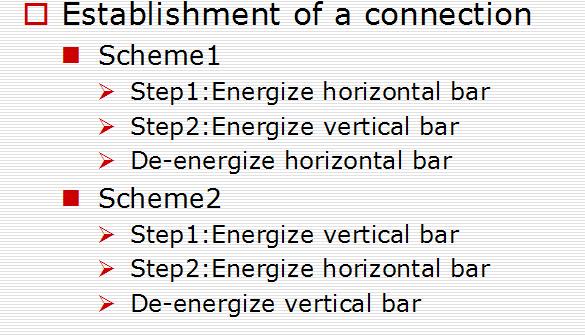 Establishment of a connection
Scheme1
Step1:Energize horizontal bar
Step2:Energize vertical bar
De-energize horizontal bar
Scheme2
Step1:Energize vertical bar
Step2:Energize horizontal bar
De-energize vertical bar